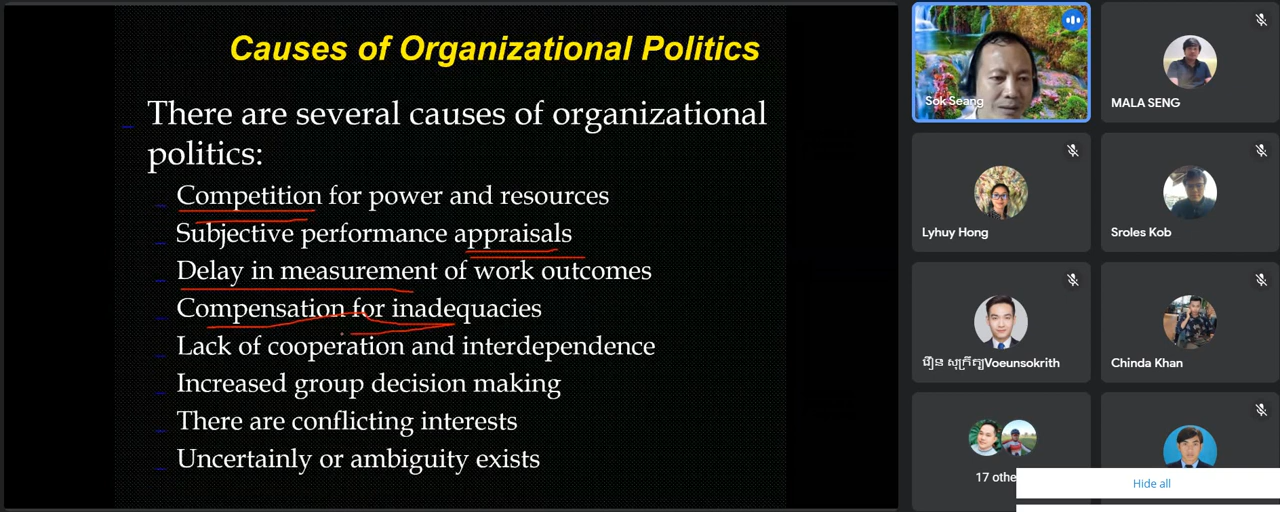 Causes of Organizational Politics
There are several causes of organizational
politics:
Competition for power and resources
Subjective performance appraisals
Delay in measurement of work outcomes
Compensation for inadequacies
Lack of cooperation and interdependence
Increased group decision making
There are conflicting interests
Uncertainly or ambiguity exists
Sok Seang
MALA SENG
Lyhuy Hong
Sroles Kob
រឿន សុក្រឹត្យVoeunsokrith
Chinda Khan
17 othe
Hide all